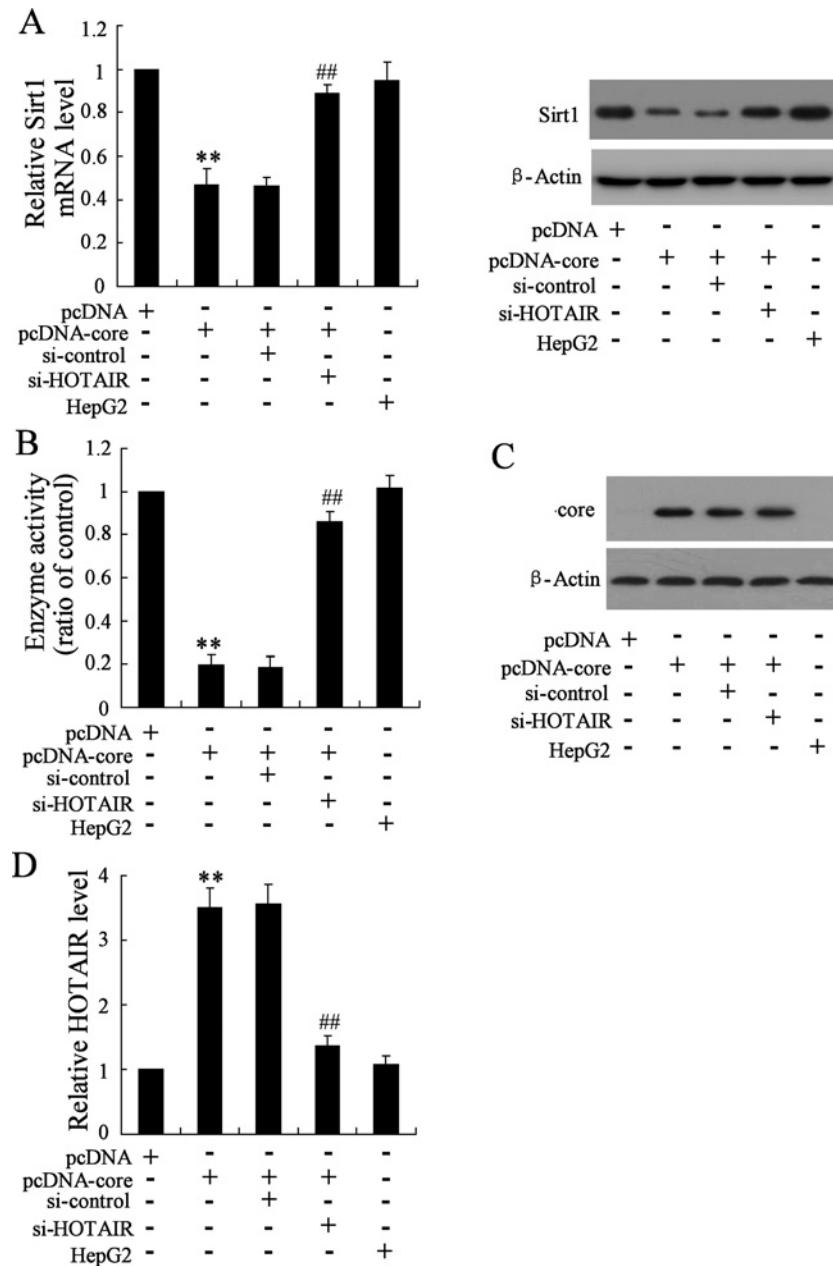 A
Relative Sirt1
mRNA level
1.2
1
0.8
0.6
0.4
0.2
0
**
##
pcDNA + - - - -
pcDNA-core - + + + -
si-control - - + - -
si-HOTAIR - - - + -
HepG2 - - - - +
Sirt1
β-Actin
pcDNA + - - - -
pcDNA-core - + + + -
si-control - - + - -
si-HOTAIR - - - + -
HepG2 - - - - +
B
Enzyme activity
(ratio of control)
1.2
1
0.8
0.6
0.4
0.2
0
**
##
pcDNA + - - - -
pcDNA-core - + + + -
si-control - - + - -
si-HOTAIR - - - + -
HepG2 - - - - +
C
core
β-Actin
pcDNA + - - - -
pcDNA-core - + + + -
si-control - - + - -
si-HOTAIR - - - + -
HepG2 - - - - +
D
Relative HOTAIR level
4
3
2
1
0
**
##
pcDNA + - - - -
pcDNA-core - + + + -
si-control - - + - -
si-HOTAIR - - - + -
HepG2 - - - - +